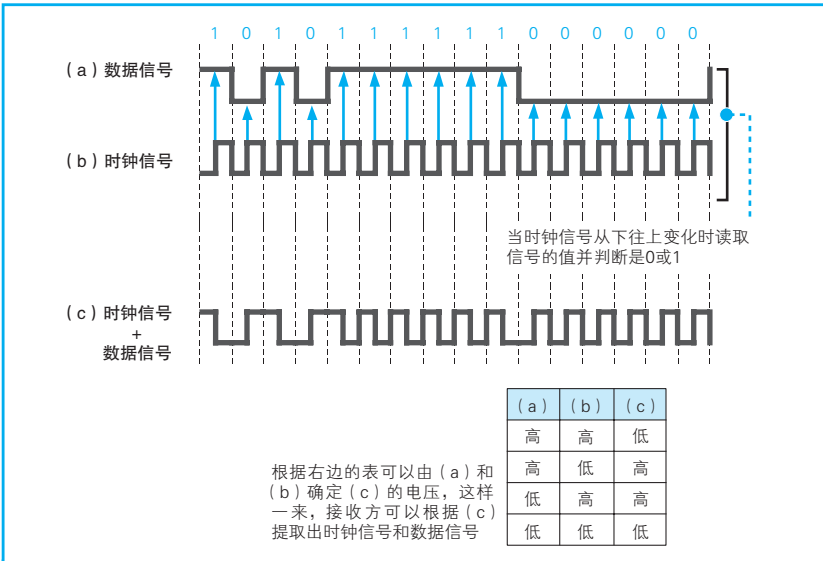 1 0 1 0 1 1 1 1 1 1 0 0 0 0 0 0
（a）数据信号
（b）时钟信号
当时钟信号从下往上变化时读取
信号的值并判断是0或1
（c）时钟信号
+
数据信号
（a） （b） （c）
高 高 低
高 低 高
低 高 高
低 低 低
根据右边的表可以由（a）和
（b）确定（c）的电压，这样
一来，接收方可以根据（c）
提取出时钟信号和数据信号